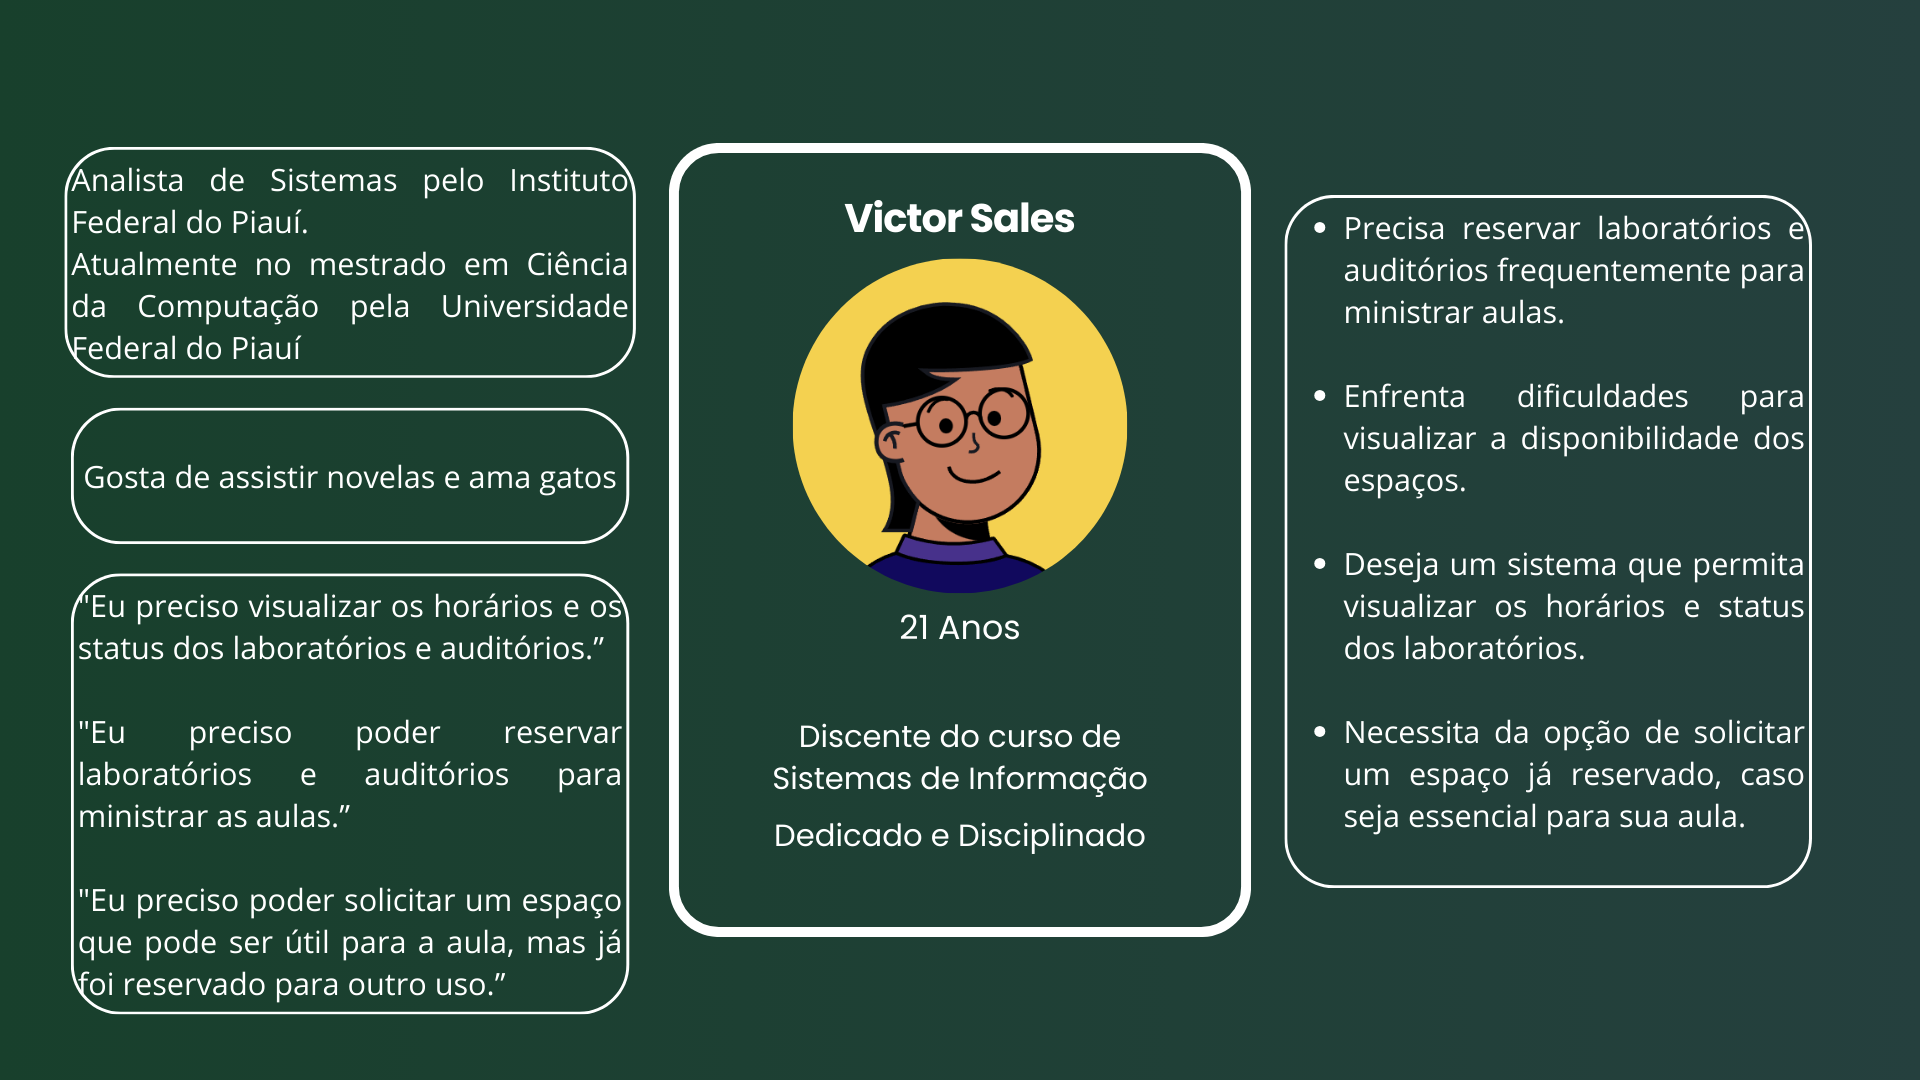 Analista de Sistemas pelo Instituto
Federal do Piauí.
Atualmente no mestrado em Ciência
da Computação pela Universidade
Federal do Piauí
Gosta de assistir novelas e ama gatos
"Eu preciso visualizar os horários e os
status dos laboratórios e auditórios.”
"Eu preciso poder reservar
laboratórios e auditórios para
ministrar as aulas.”
"Eu preciso poder solicitar um espaço
que pode ser útil para a aula, mas já
foi reservado para outro uso.”
Victor Sales
21 Anos
Discente do curso de
Sistemas de Informação
Dedicado e Disciplinado
• Precisa reservar laboratórios e
auditórios frequentemente para
ministrar aulas.
• Enfrenta dificuldades para
visualizar a disponibilidade dos
espaços.
• Deseja um sistema que permita
visualizar os horários e status
dos laboratórios.
• Necessita da opção de solicitar
um espaço já reservado, caso
seja essencial para sua aula.